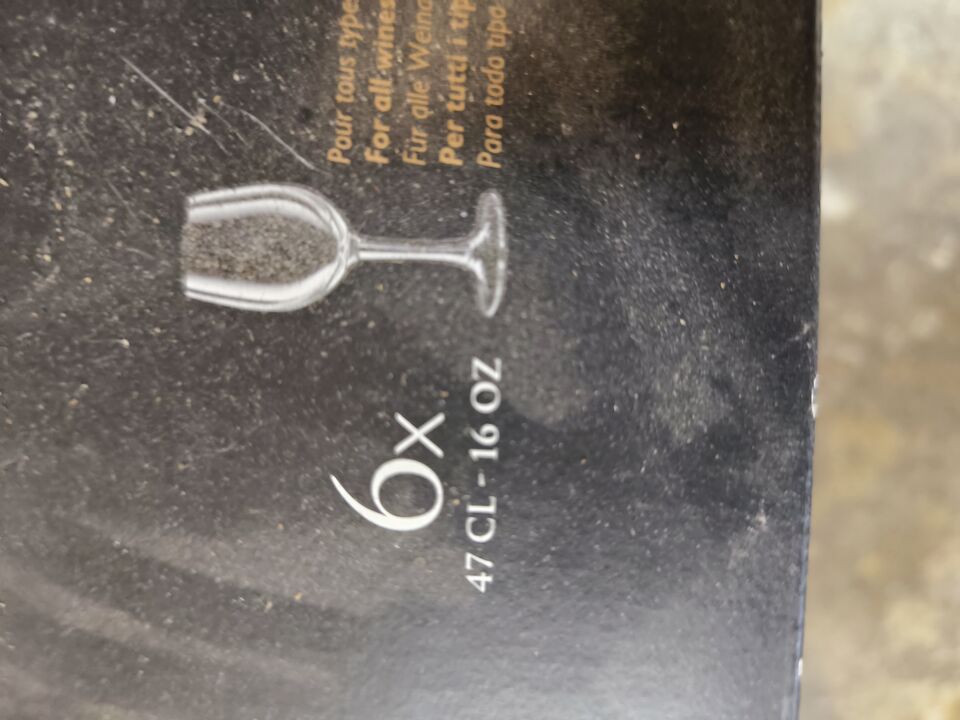 6x
47 CL - 16 OZ
Pour tous type
For all wines
Für alle Weina
Per tutti i tip
Para todo tipo